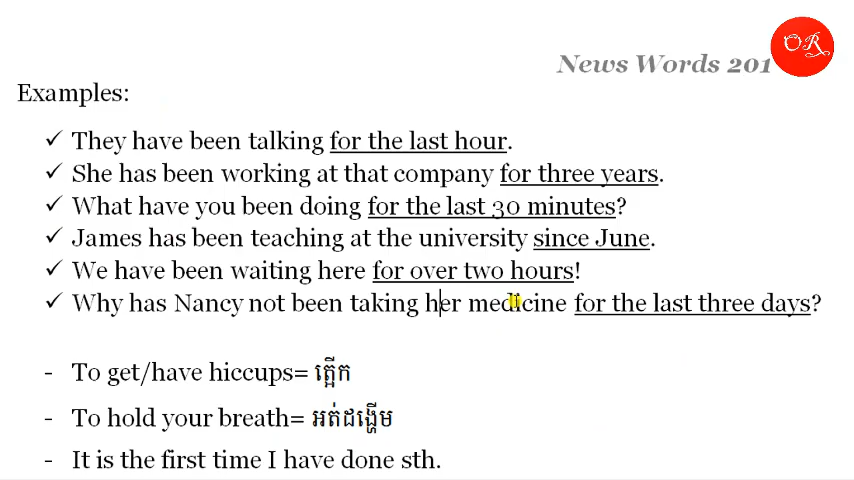 OR
News Words 201
Examples:
✓ They have been talking for the last hour.
✓ She has been working at that company for three years.
✓ What have you been doing for the last 30 minutes?
✓ James has been teaching at the university since June.
✓ We have been waiting here for over two hours!
✓ Why has Nancy not been taking her medicine for the last three days?
- To get/have hiccups= ត្អើក
- To hold your breath= អត់ដង្ហើម
- It is the first time I have done sth.